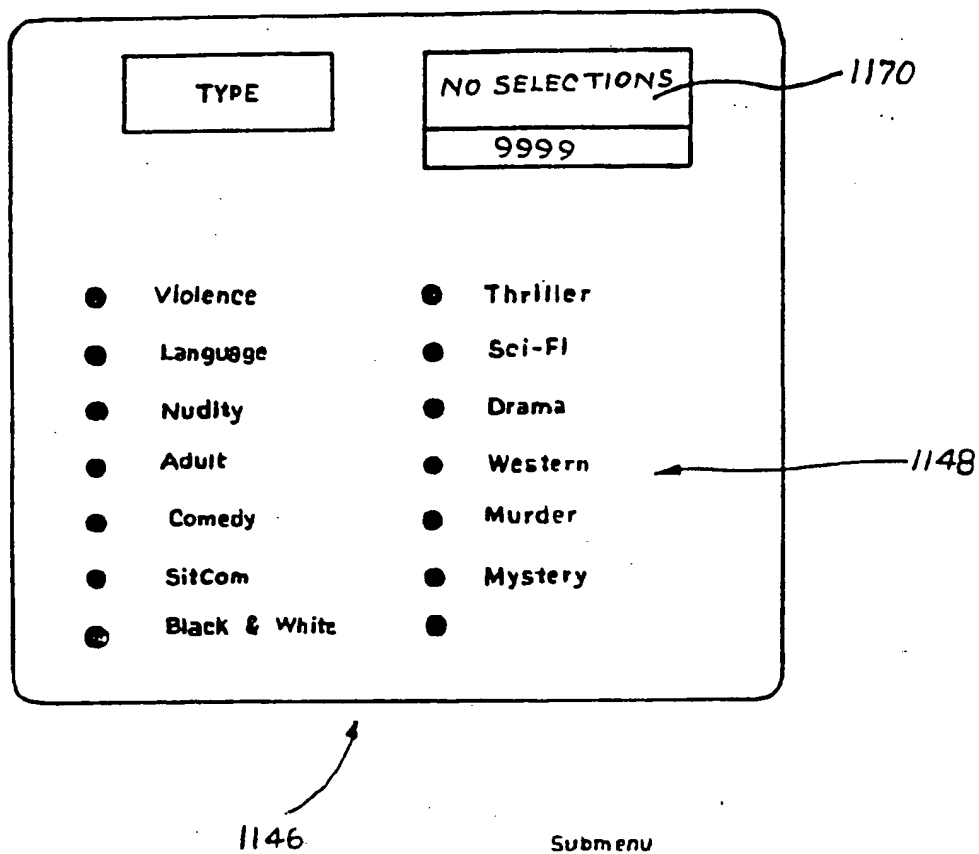 TYPE
NO SELECTIONS
1170
9999
Violence
Thriller
Language
Sci-Fi
Nudity
Drama
Adult
Western
1148
Comedy
Murder
SitCom
Mystery
Black & White
1146
Submenu